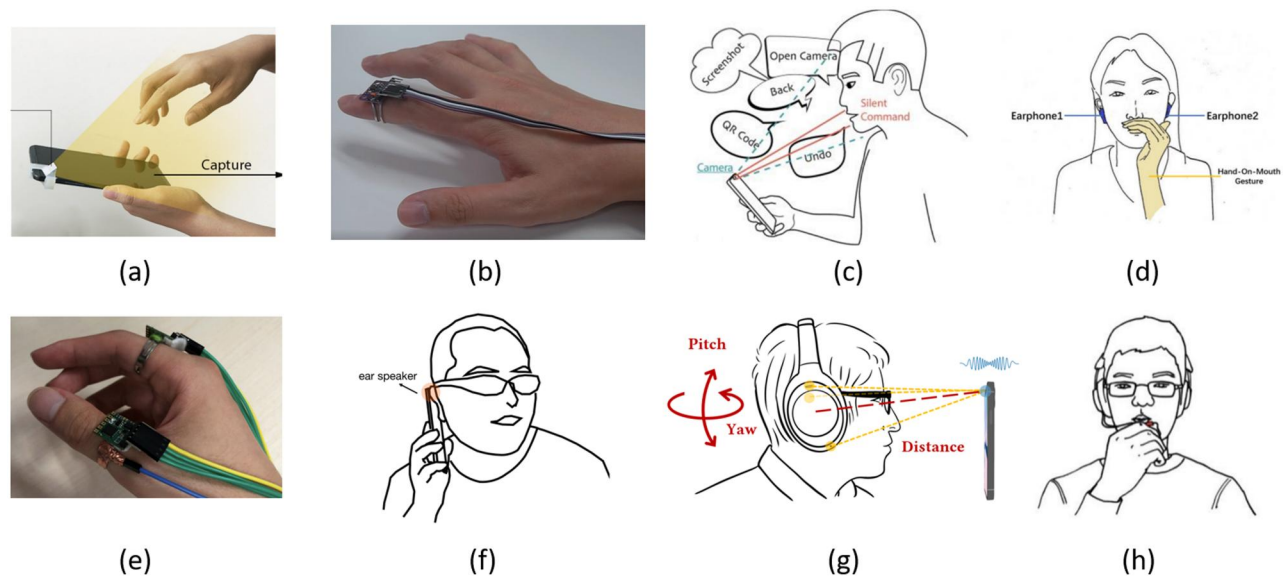 Capture
(a)
(b)
Screenshot
Open Camera
Back
QR Code
Silent
Command
Undo
Camera
(c)
Earphone1
Earphone2
Hand-On-Mouth
Gesture
(d)
(e)
ear speaker
(f)
Pitch
Yaw
Distance
(g)
(h)